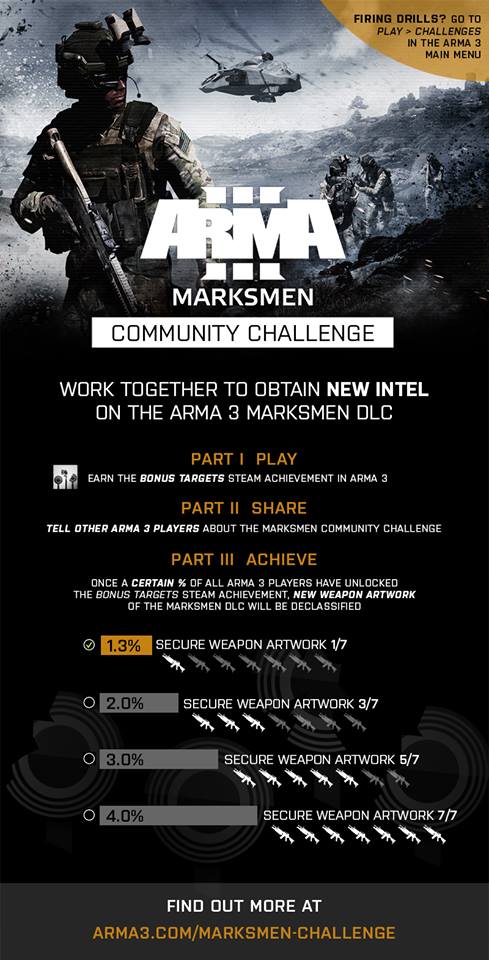 FIRING DRILLS? GO TO
PLAY > CHALLENGES
IN THE ARMA 3
MAIN MENU
ARMA
III
MARKSMEN
COMMUNITY CHALLENGE
WORK TOGETHER TO OBTAIN NEW INTEL
ON THE ARMA 3 MARKSMEN DLC
PART I PLAY
EARN THE BONUS TARGETS STEAM ACHIEVEMENT IN ARMA 3
PART II SHARE
TELL OTHER ARMA 3 PLAYERS ABOUT THE MARKSMEN COMMUNITY CHALLENGE
PART III ACHIEVE
ONCE A CERTAIN % OF ALL ARMA 3 PLAYERS HAVE UNLOCKED
THE BONUS TARGETS STEAM ACHIEVEMENT, NEW WEAPON ARTWORK
OF THE MARKSMEN DLC WILL BE DECLASSIFIED
1.3% SECURE WEAPON ARTWORK 1/7
2.0% SECURE WEAPON ARTWORK 3/7
3.0% SECURE WEAPON ARTWORK 5/7
4.0% SECURE WEAPON ARTWORK 7/7
FIND OUT MORE AT
ARMA3.COM/MARKSMEN-CHALLENGE